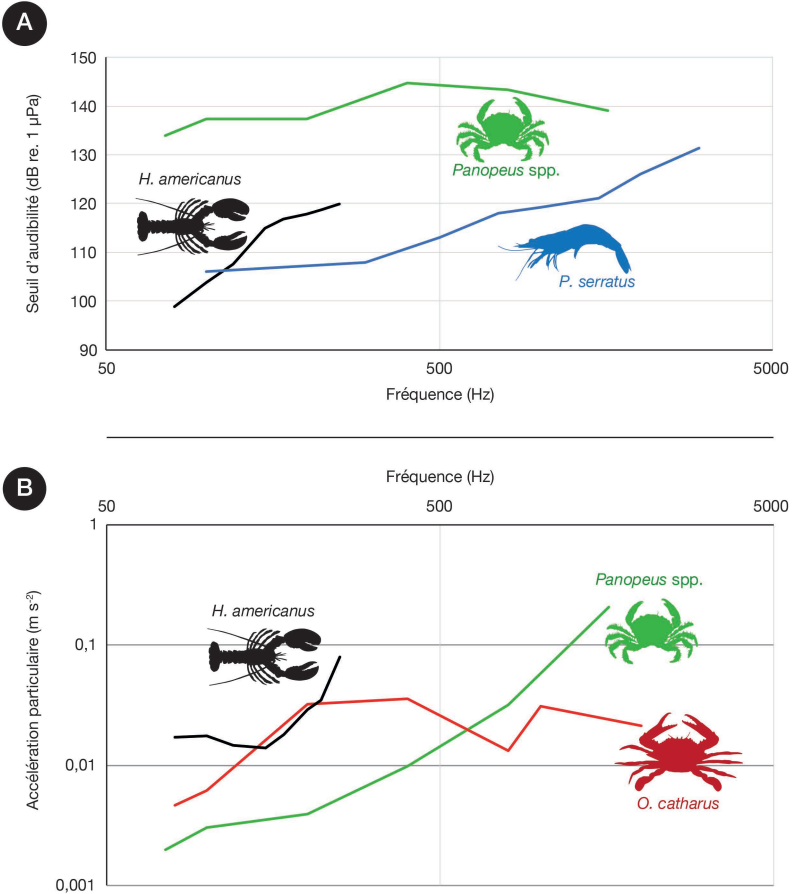 A
150
140
130
120
110
100
90
Seuil d'audibilité (dB re. 1 µPa)
H. americanus
Panopeus spp.
P. serratus
50
500
5000
Fréquence (Hz)
B
Fréquence (Hz)
50
500
5000
1
0,1
0,01
0,001
Accélération particulaire (m s⁻²)
Panopeus spp.
H. americanus
O. catharus